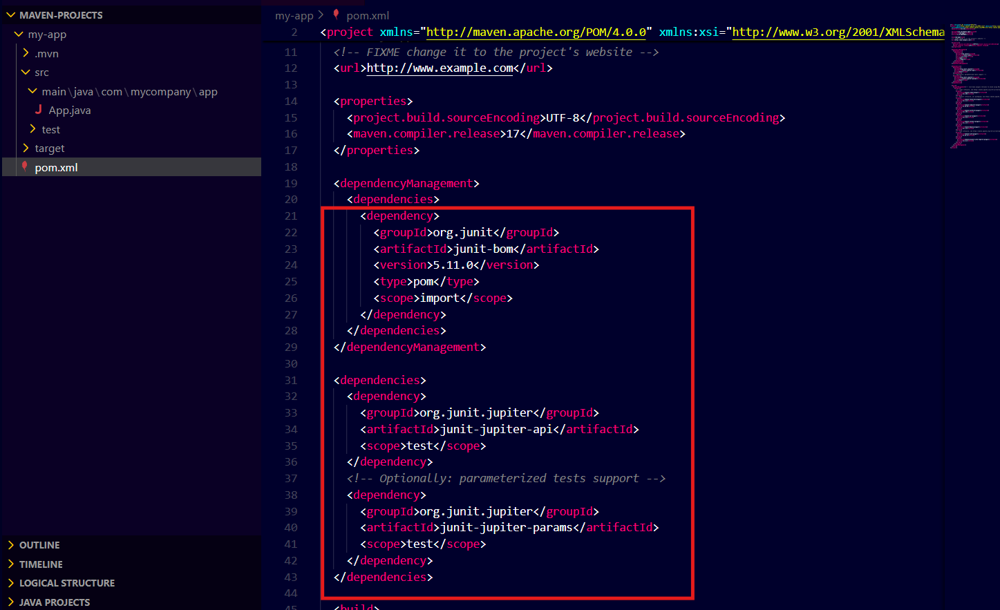 MAVEN-PROJECTS
my-app
.mvn
src
main\java\com\mycompany\app
App.java
test
target
pom.xml
OUTLINE
TIMELINE
LOGICAL STRUCTURE
JAVA PROJECTS
my-app > pom.xml
2 <project xmlns="http://maven.apache.org/POM/4.0.0" xmlns:xsi="http://www.w3.org/2001/XMLSchema
11 <!-- FIXME change it to the project's website -->
12 <url>http://www.example.com</url>
13
14 <properties>
15 <project.build.sourceEncoding>UTF-8</project.build.sourceEncoding>
16 <maven.compiler.release>17</maven.compiler.release>
17 </properties>
18
19 <dependencyManagement>
20 <dependencies>
21 <dependency>
22 <groupId>org.junit</groupId>
23 <artifactId>junit-bom</artifactId>
24 <version>5.11.0</version>
25 <type>pom</type>
26 <scope>import</scope>
27 </dependency>
28 </dependencies>
29 </dependencyManagement>
30
31 <dependencies>
32 <dependency>
33 <groupId>org.junit.jupiter</groupId>
34 <artifactId>junit-jupiter-api</artifactId>
35 <scope>test</scope>
36 </dependency>
37 <!-- Optionally: parameterized tests support -->
38 <dependency>
39 <groupId>org.junit.jupiter</groupId>
40 <artifactId>junit-jupiter-params</artifactId>
41 <scope>test</scope>
42 </dependency>
43 </dependencies>
44
45 <build>